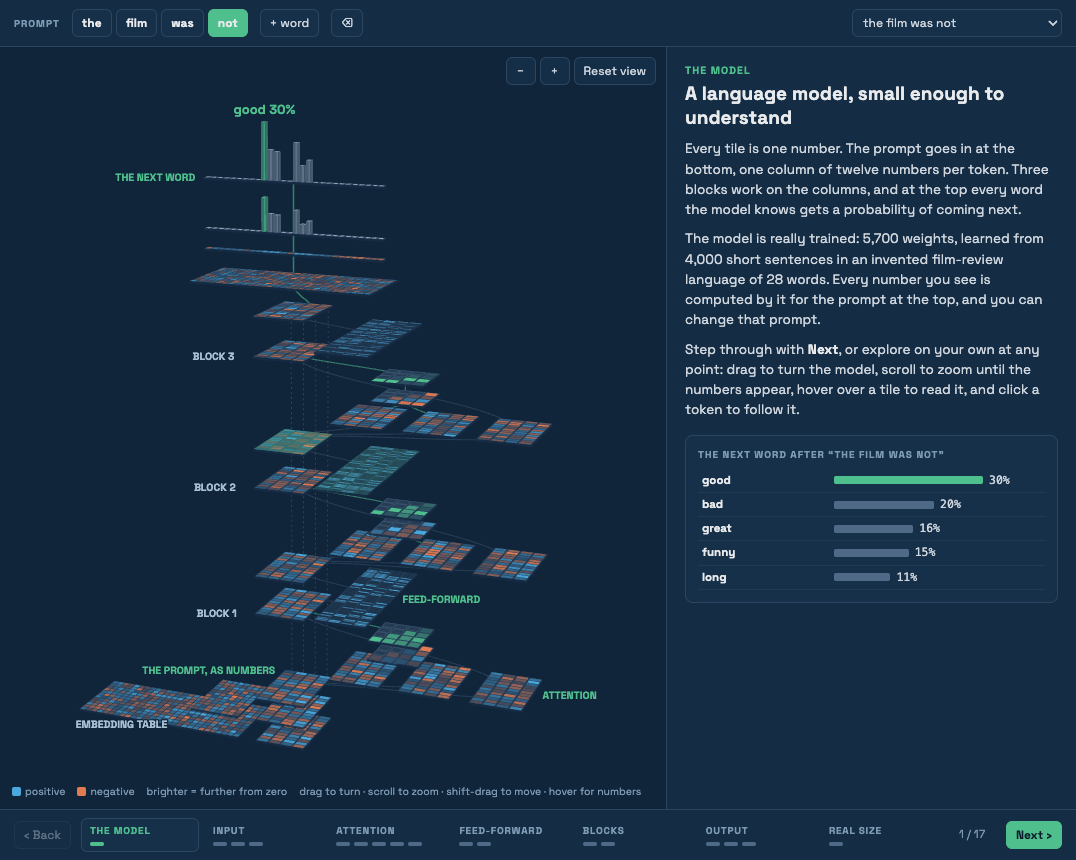 PROMPT the film was not + word the film was not
− + Reset view
good 30%
THE NEXT WORD
BLOCK 3
BLOCK 2
FEED-FORWARD
BLOCK 1
THE PROMPT, AS NUMBERS
ATTENTION
EMBEDDING TABLE
positive negative brighter = further from zero drag to turn · scroll to zoom · shift-drag to move · hover for numbers
THE MODEL
A language model, small enough to
understand
Every tile is one number. The prompt goes in at the
bottom, one column of twelve numbers per token. Three
blocks work on the columns, and at the top every word
the model knows gets a probability of coming next.
The model is really trained: 5,700 weights, learned from
4,000 short sentences in an invented film-review
language of 28 words. Every number you see is
computed by it for the prompt at the top, and you can
change that prompt.
Step through with Next, or explore on your own at any
point: drag to turn the model, scroll to zoom until the
numbers appear, hover over a tile to read it, and click a
token to follow it.
THE NEXT WORD AFTER “THE FILM WAS NOT”
good 30%
bad 20%
great 16%
funny 15%
long 11%
‹ Back THE MODEL INPUT ATTENTION FEED-FORWARD BLOCKS OUTPUT REAL SIZE 1 / 17 Next ›